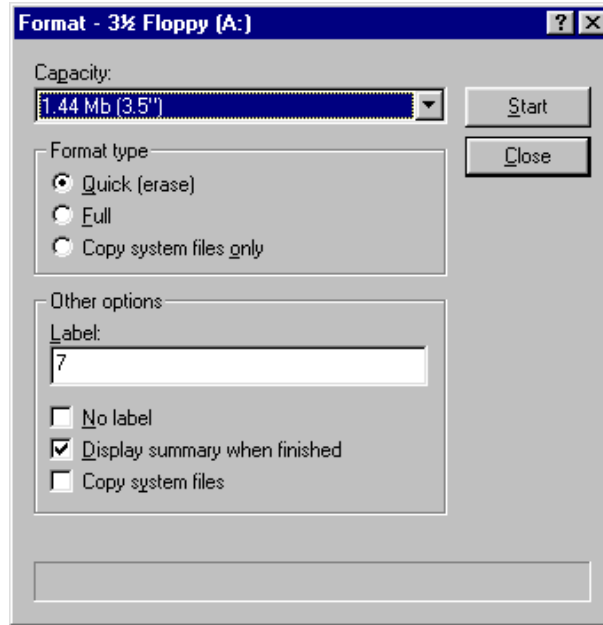 Format - 3½ Floppy (A:)
Capacity:
1.44 Mb (3.5")
Start
Format type
Close
Quick (erase)
Full
Copy system files only
Other options
Label:
7
No label
Display summary when finished
Copy system files